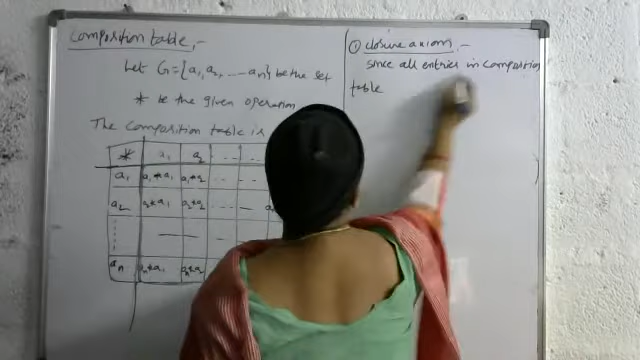 Composition table,-
Let G={a1,a2, ... an} be the set
* be the given operation
The composition table is
* a1 a2 -- --
a1 a1*a1 a1*a2 -- --
a2 a2*a1 a2*a2 -- — a
⋮ — --
an an*a1 an*a2
① closure axiom,-
since all entries in composition
table